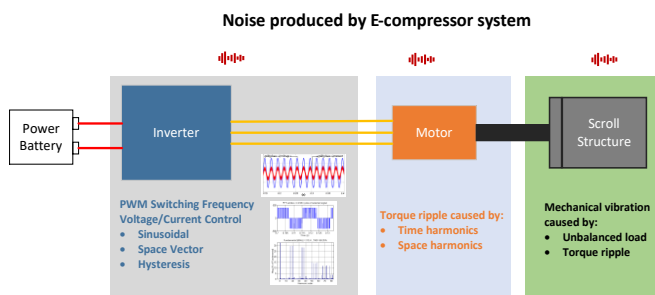 Noise produced by E-compressor system
Power
Battery
Inverter
Motor
Scroll
Structure
PWM Switching Frequency
Voltage/Current Control
• Sinusoidal
• Space Vector
• Hysteresis
Torque ripple caused by:
• Time harmonics
• Space harmonics
Mechanical vibration
caused by:
• Unbalanced load
• Torque ripple